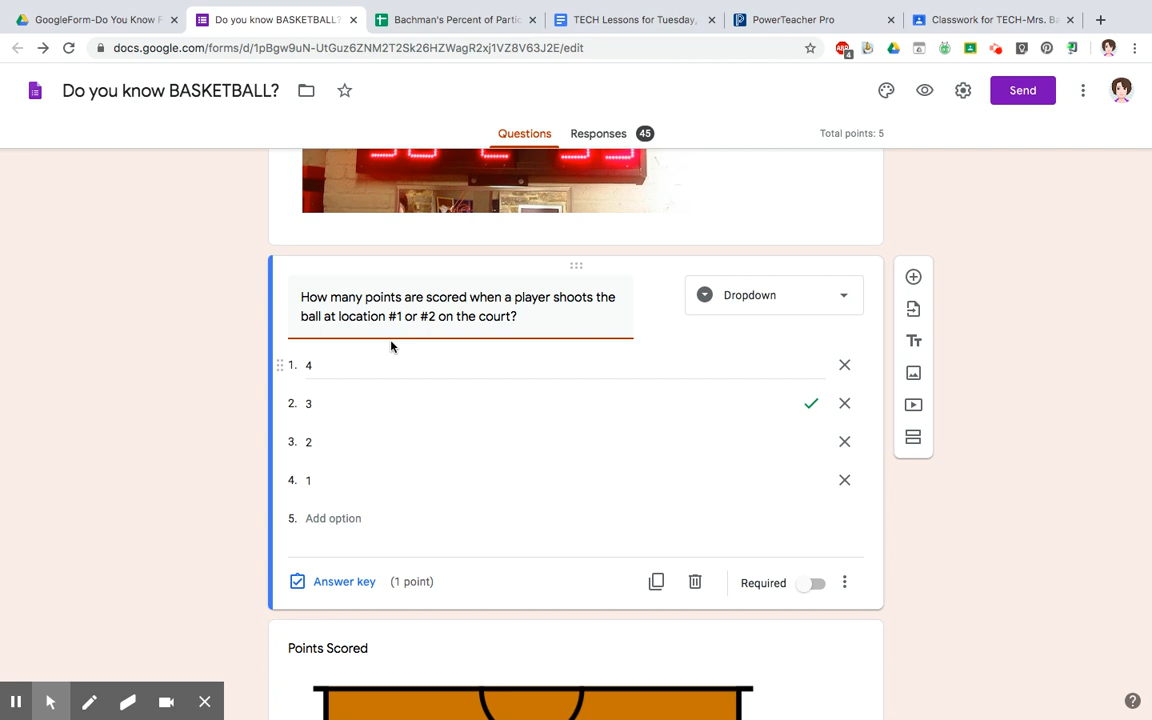 GoogleForm-Do You Know F
Do you know BASKETBALL?
Bachman's Percent of Partic
TECH Lessons for Tuesday,
PowerTeacher Pro
Classwork for TECH-Mrs. Ba
docs.google.com/forms/d/1pBgw9uN-UtGuz6ZNM2T2Sk26HZWagR2xj1VZ8V63J2E/edit
ABP
4
Do you know BASKETBALL?
Send
Questions
Responses 45
Total points: 5
How many points are scored when a player shoots the
ball at location #1 or #2 on the court?
Dropdown
1. 4
2. 3
3. 2
4. 1
5. Add option
Tt
Answer key (1 point)
Required
Points Scored